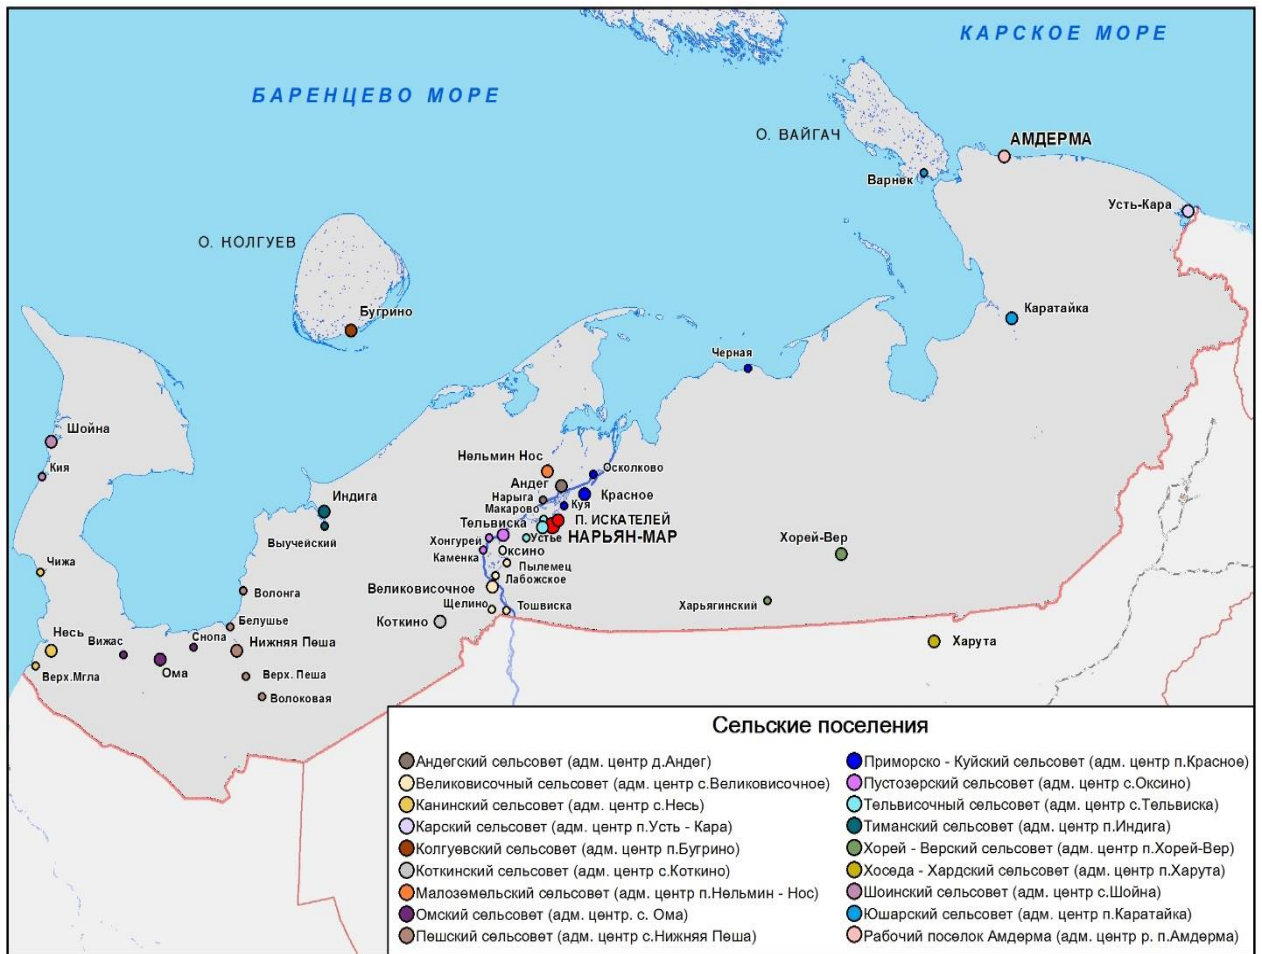 КАРСКОЕ МОРЕ
БАРЕНЦЕВО МОРЕ
О. ВАЙГАЧ
АМДЕРМА
Варнек
Усть-Кара
О. КОЛГУЕВ
Бугрино
Каратайка
Черная
Шойна
Кия
Нельмин Нос
Осколково
Андег
Индига
Нарыга
Красное
Макарово
Куя
Тельвиска
П. ИСКАТЕЛЕЙ
НАРЬЯН-МАР
Выучейский
Хонгурей
Устье
Хорей-Вер
Каменка
Оксино
Чижа
Пылемец
Лабожское
Великовисочное
Волонга
Щелино
Тошвиска
Харьягинский
Белушье
Коткино
Несь
Вижас
Снопа
Нижняя Пеша
Харута
Ома
Верх.Мгла
Верх. Пеша
Волоковая
Сельские поселения
Андегский сельсовет (адм. центр д.Андег)
Великовисочный сельсовет (адм. центр с.Великовисочное)
Канинский сельсовет (адм. центр с.Несь)
Карский сельсовет (адм. центр п.Усть - Кара)
Колгуевский сельсовет (адм. центр п.Бугрино)
Коткинский сельсовет (адм. центр с.Коткино)
Малоземельский сельсовет (адм. центр п.Нельмин - Нос)
Омский сельсовет (адм. центр. с. Ома)
Пешский сельсовет (адм. центр с.Нижняя Пеша)
Приморско - Куйский сельсовет (адм. центр п.Красное)
Пустозерский сельсовет (адм. центр с.Оксино)
Тельвисочный сельсовет (адм. центр с.Тельвиска)
Тиманский сельсовет (адм. центр п.Индига)
Хорей - Верский сельсовет (адм. центр п.Хорей-Вер)
Хоседа - Хардский сельсовет (адм. центр п.Харута)
Шоинский сельсовет (адм. центр с.Шойна)
Юшарский сельсовет (адм. центр п.Каратайка)
Рабочий поселок Амдерма (адм. центр р. п.Амдерма)